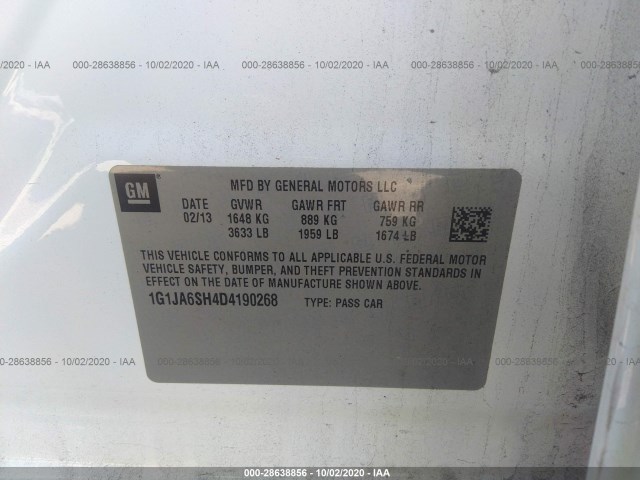 000-28638856 - 10/02/2020 - IAA
000-28638856 - 10/02/2020 - IAA
000-28638856 - 10/02/2020 - IAA
GM
MFD BY GENERAL MOTORS LLC
DATE GVWR GAWR FRT GAWR RR
02/13 1648 KG 889 KG 759 KG
3633 LB 1959 LB 1674 LB
THIS VEHICLE CONFORMS TO ALL APPLICABLE U.S. FEDERAL MOTOR
VEHICLE SAFETY, BUMPER, AND THEFT PREVENTION STANDARDS
IN EFFECT ON THE DATE OF MANUFACTURE SHOWN ABOVE.
1G1JA6SH4D4190268 TYPE: PASS CAR
000-28638856 - 10/02/2020 - IAA
000-28638856 - 10/02/2020 - IAA
000-28638856 - 10/02/2020 - IAA
000-28638856 - 10/02/2020 - IAA